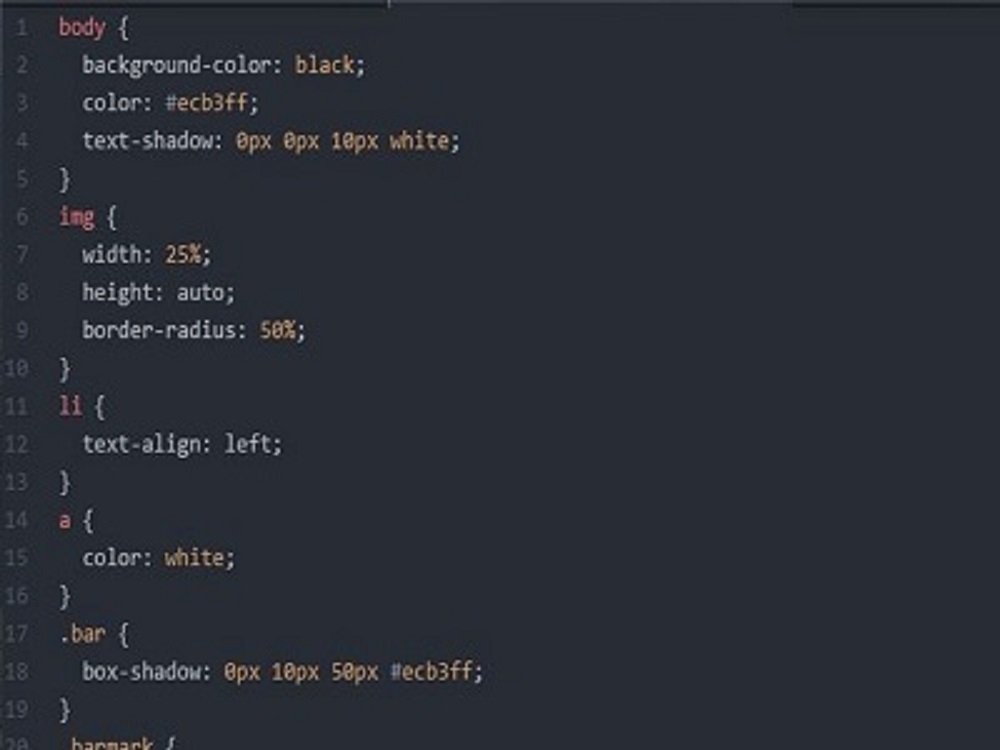 1 body {
2 background-color: black;
3 color: #ecb3ff;
4 text-shadow: 0px 0px 10px white;
5 }
6 img {
7 width: 25%;
8 height: auto;
9 border-radius: 50%;
10 }
11 li {
12 text-align: left;
13 }
14 a {
15 color: white;
16 }
17 .bar {
18 box-shadow: 0px 10px 50px #ecb3ff;
19 }
20 .barmark {